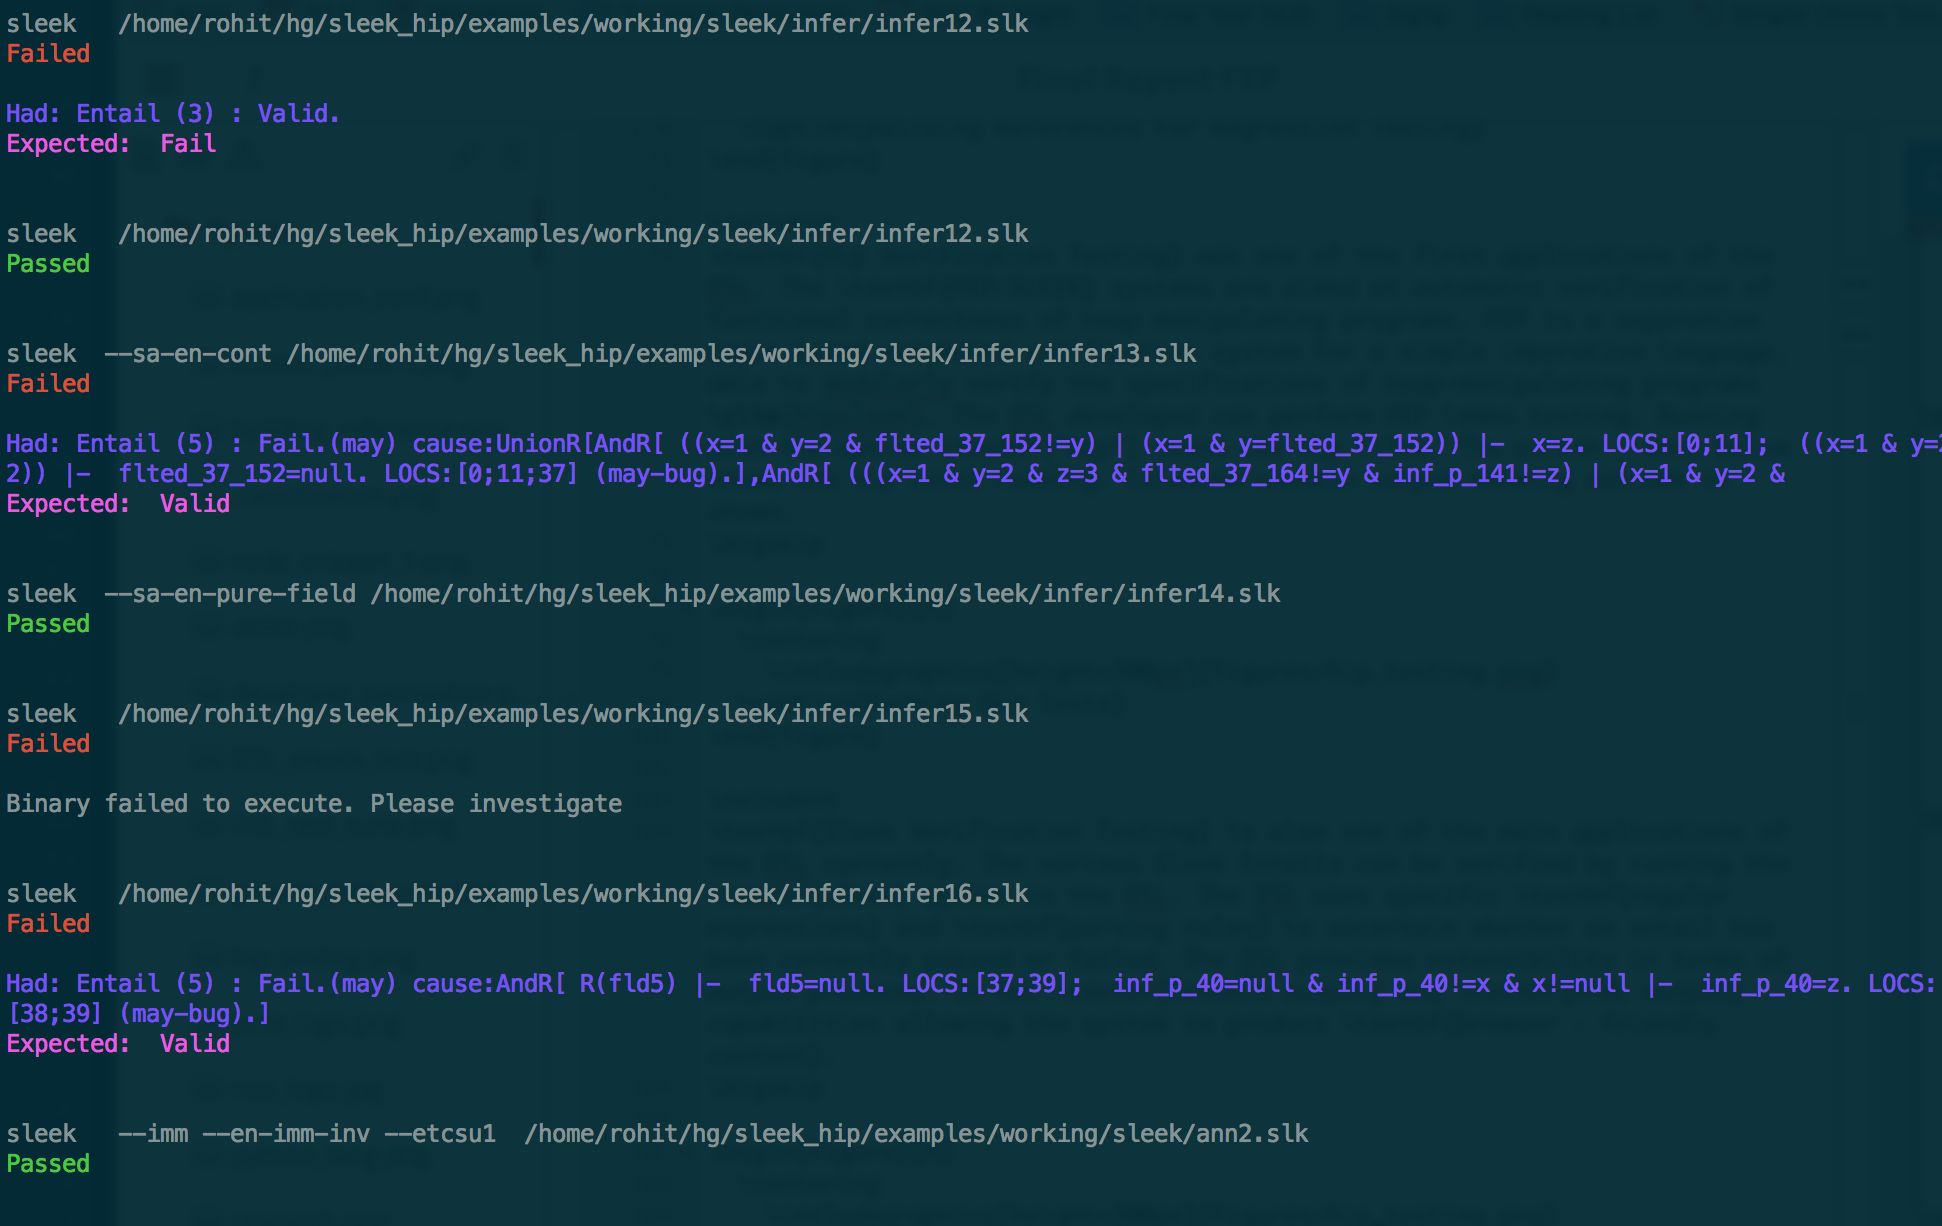 sleek   /home/rohit/hg/sleek_hip/examples/working/sleek/infer/infer12.slk
Failed
Had: Entail (3) : Valid.
Expected:  Fail
sleek   /home/rohit/hg/sleek_hip/examples/working/sleek/infer/infer12.slk
Passed
sleek  --sa-en-cont /home/rohit/hg/sleek_hip/examples/working/sleek/infer/infer13.slk
Failed
Had: Entail (5) : Fail.(may) cause:UnionR[AndR[ ((x=1 & y=2 & flted_37_152!=y) | (x=1 & y=flted_37_152)) |-  x=z. LOCS:[0;11];  ((x=1 & y=2
2)) |-  flted_37_152=null. LOCS:[0;11;37] (may-bug).],AndR[ (((x=1 & y=2 & z=3 & flted_37_164!=y & inf_p_141!=z) | (x=1 & y=2 &
Expected:  Valid
sleek  --sa-en-pure-field /home/rohit/hg/sleek_hip/examples/working/sleek/infer/infer14.slk
Passed
sleek   /home/rohit/hg/sleek_hip/examples/working/sleek/infer/infer15.slk
Failed
Binary failed to execute. Please investigate
sleek   /home/rohit/hg/sleek_hip/examples/working/sleek/infer/infer16.slk
Failed
Had: Entail (5) : Fail.(may) cause:AndR[ R(fld5) |-  fld5=null. LOCS:[37;39];  inf_p_40=null & inf_p_40!=x & x!=null |-  inf_p_40=z. LOCS:
[38;39] (may-bug).]
Expected:  Valid
sleek   --imm --en-imm-inv --etcsu1  /home/rohit/hg/sleek_hip/examples/working/sleek/ann2.slk
Passed